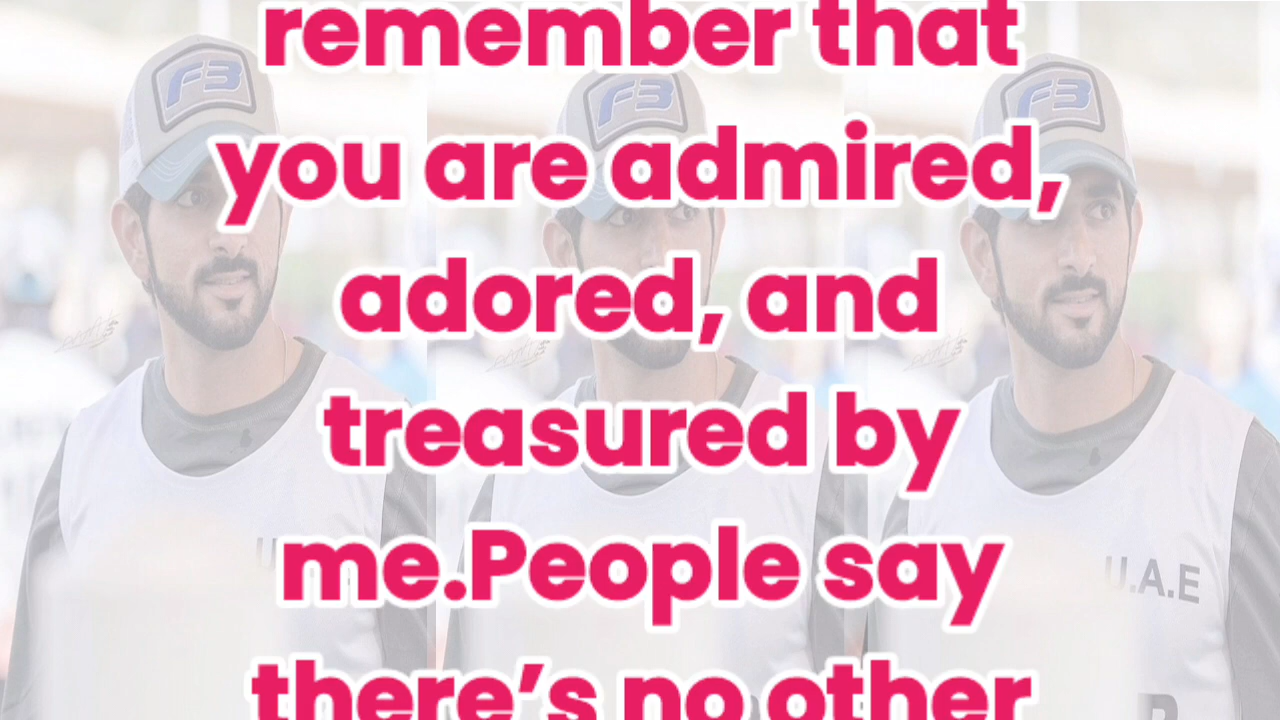 remember that
you are admired,
adored, and
treasured by
me.People say
there’s no other
F3
F3
F3
U.A.E